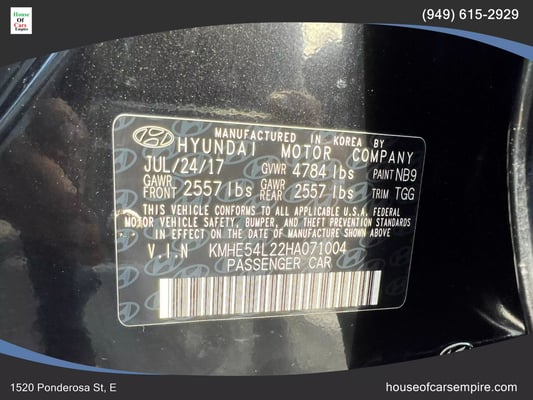 House
Of
Cars
Empire
(949) 615-2929
MANUFACTURED IN KOREA BY
HYUNDAI MOTOR COMPANY
JUL/24/17 GVWR 4784 lbs PAINT NB9
GAWR FRONT 2557 lbs GAWR REAR 2557 lbs TRIM TGG
THIS VEHICLE CONFORMS TO ALL APPLICABLE U.S.A. FEDERAL
MOTOR VEHICLE SAFETY, BUMPER, AND THEFT PREVENTION STANDARDS
IN EFFECT ON THE DATE OF MANUFACTURE SHOWN ABOVE.
V.I.N KMHE54L22HA071004
PASSENGER CAR
1520 Ponderosa St, E
houseofcarsempire.com